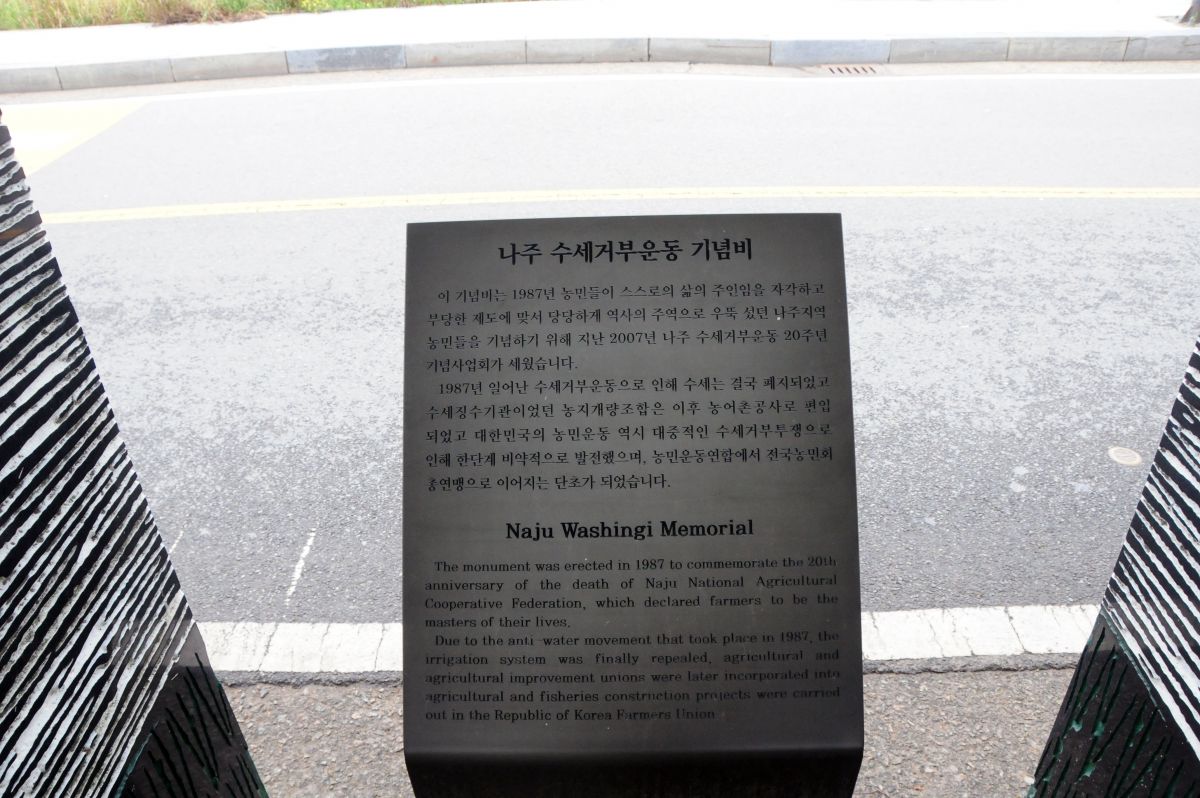 나주 수세거부운동 기념비
이 기념비는 1987년 농민들이 스스로의 삶의 주인임을 자각하고
부당한 제도에 맞서 당당하게 역사의 주역으로 우뚝 섰던 나주지역
농민들을 기념하기 위해 지난 2007년 나주 수세거부운동 20주년
기념사업회가 세웠습니다.
1987년 일어난 수세거부운동으로 인해 수세는 결국 폐지되었고
수세징수기관이었던 농지개량조합은 이후 농어촌공사로 편입
되었고 대한민국의 농민운동 역시 대중적인 수세거부투쟁으로
인해 한단계 비약적으로 발전했으며, 농민운동연합에서 전국농민회
총연맹으로 이어지는 단초가 되었습니다.
Naju Washingi Memorial
The monument was erected in 1987 to commemorate the 20th
anniversary of the death of Naju National Agricultural
Cooperative Federation, which declared farmers to be the
masters of their lives.
Due to the anti-water movement that took place in 1987, the
irrigation system was finally repealed, agricultural and
agricultural improvement unions were later incorporated into
agricultural and fisheries construction projects were carried
out in the Republic of Korea Farmers Union